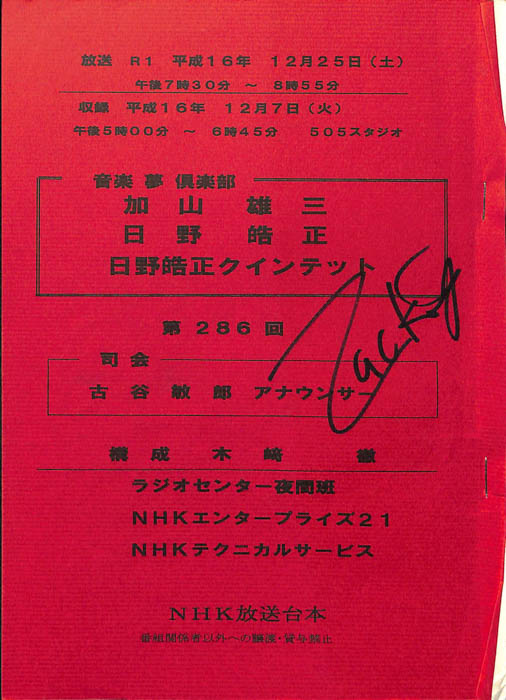 放送 R1 平成16年 12月25日(土)
午後7時30分 ～ 8時55分
収録 平成16年 12月7日(火)
午後5時00分 ～ 6時45分 505スタジオ
音楽 夢 倶楽部
加山 雄三
日野 皓正
日野皓正クインテット
第 286 回
司会
古谷 敏郎 アナウンサー
構成 木﨑 徹
ラジオセンター夜間班
NHKエンタープライズ21
NHKテクニカルサービス
NHK放送台本
番組関係者以外への譲渡・貸与禁止